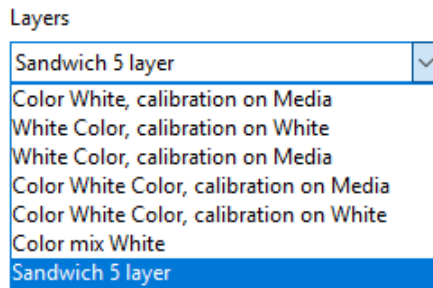 Layers
Sandwich 5 layer
Color White, calibration on Media
White Color, calibration on White
White Color, calibration on Media
Color White Color, calibration on Media
Color White Color, calibration on White
Color mix White
Sandwich 5 layer